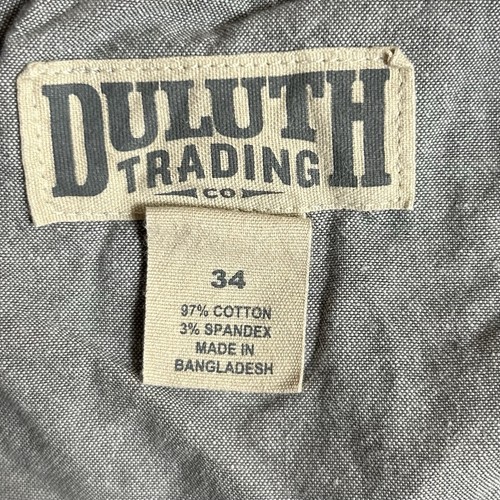 DULUTH
TRADING
CO
34
97% COTTON
3% SPANDEX
MADE IN
BANGLADESH